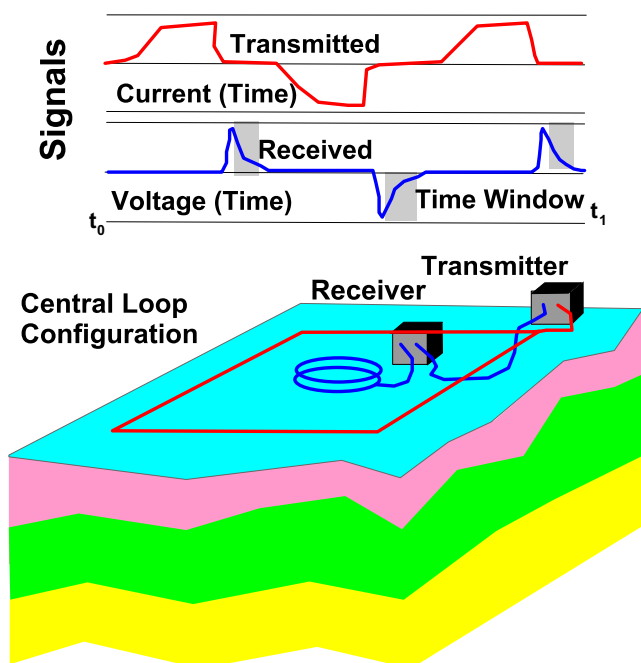 Signals
Transmitted
Current (Time)
Received
Voltage (Time)
Time Window
t0
t1
Transmitter
Receiver
Central Loop
Configuration